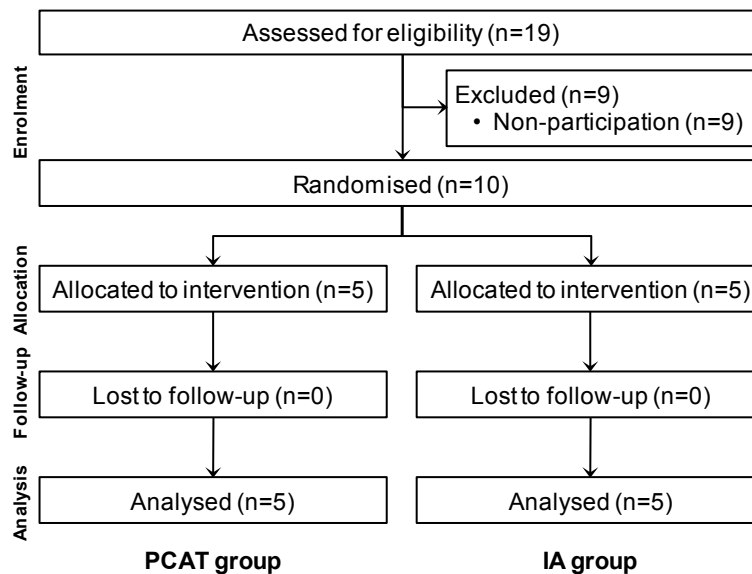 Assessed for eligibility (n=19)
Enrolment
Excluded (n=9)
• Non-participation (n=9)
Randomised (n=10)
Allocation
Allocated to intervention (n=5)
Allocated to intervention (n=5)
Follow-up
Lost to follow-up (n=0)
Lost to follow-up (n=0)
Analysis
Analysed (n=5)
Analysed (n=5)
PCAT group
IA group